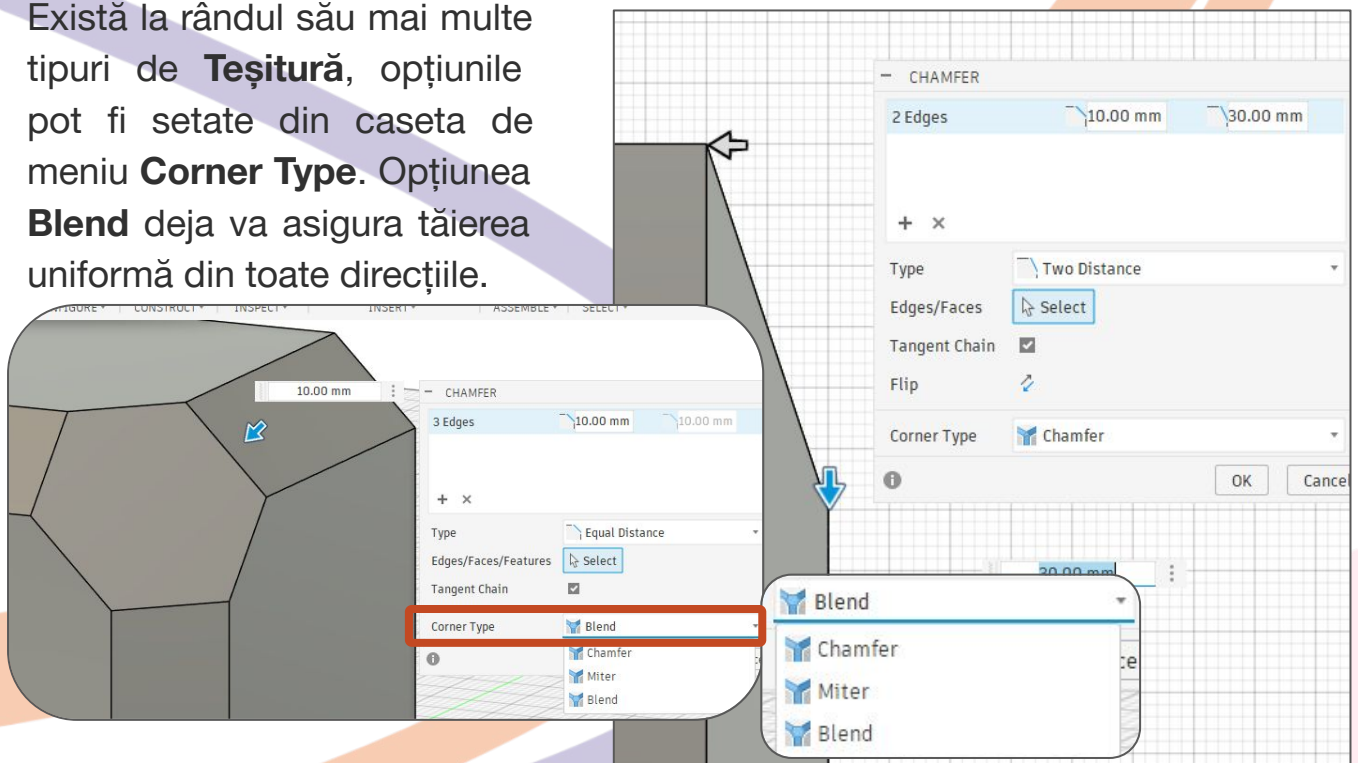 Există la rândul său mai multe
tipuri de Teșitură, opțiunile
pot fi setate din caseta de
meniu Corner Type. Opțiunea
Blend deja va asigura tăierea
uniformă din toate direcțiile.
CHAMFER
2 Edges 10.00 mm 30.00 mm
Type Two Distance
Edges/Faces Select
Tangent Chain
Flip
Corner Type Chamfer
OK Cancel
30.00 mm
CONSTRUCT INSPECT INSERT ASSEMBLE SELECT
10.00 mm
CHAMFER
3 Edges 10.00 mm 10.00 mm
Type Equal Distance
Edges/Faces/Features Select
Tangent Chain
Corner Type Blend
Chamfer
Miter
Blend
Blend
Chamfer
Miter
Blend